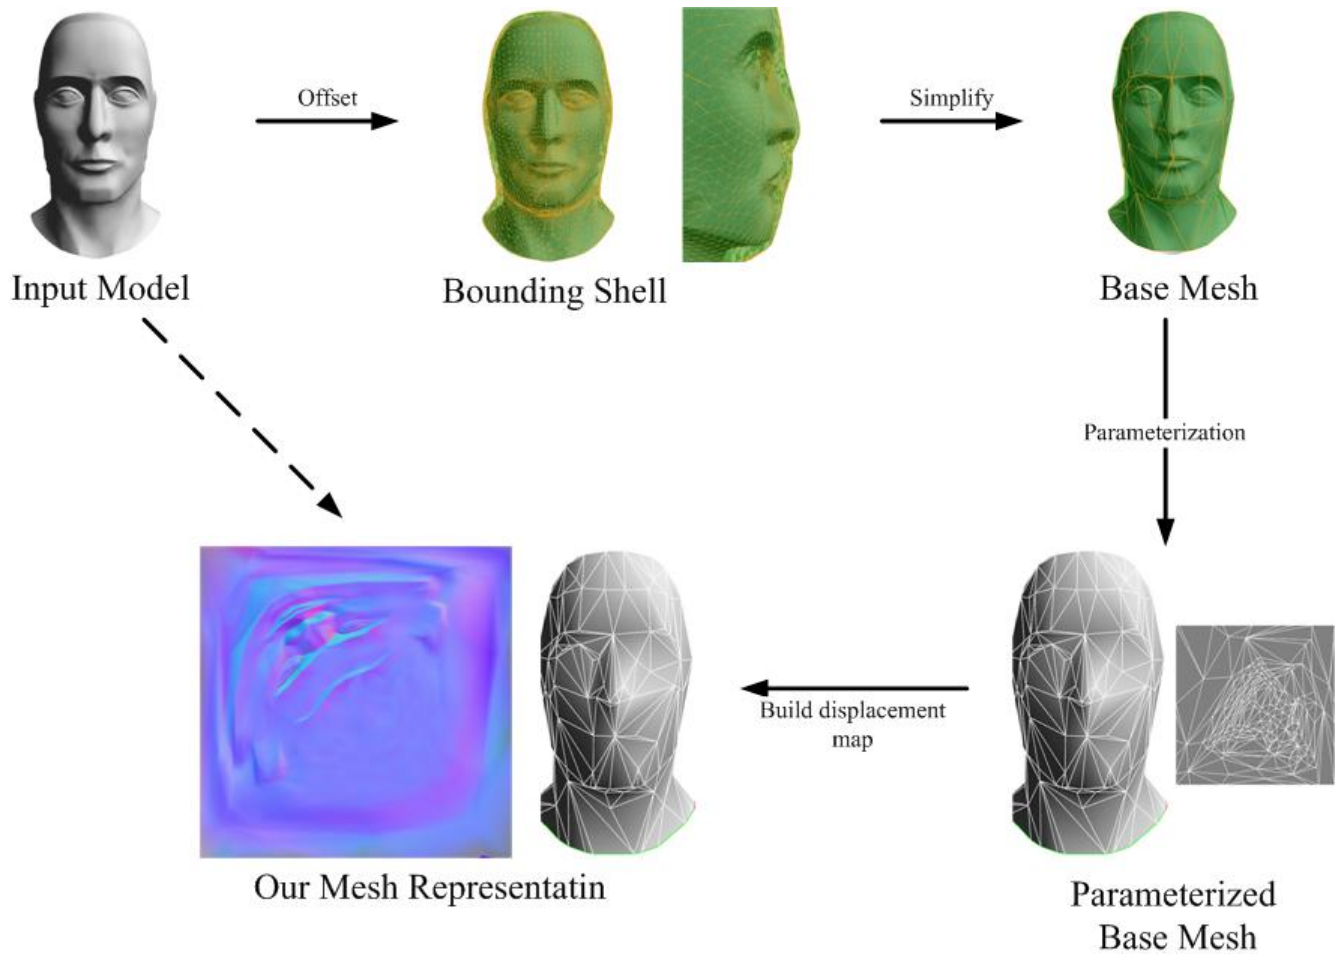 Offset
Simplify
Input Model
Bounding Shell
Base Mesh
Parameterization
Build displacement
map
Our Mesh Representatin
Parameterized
Base Mesh